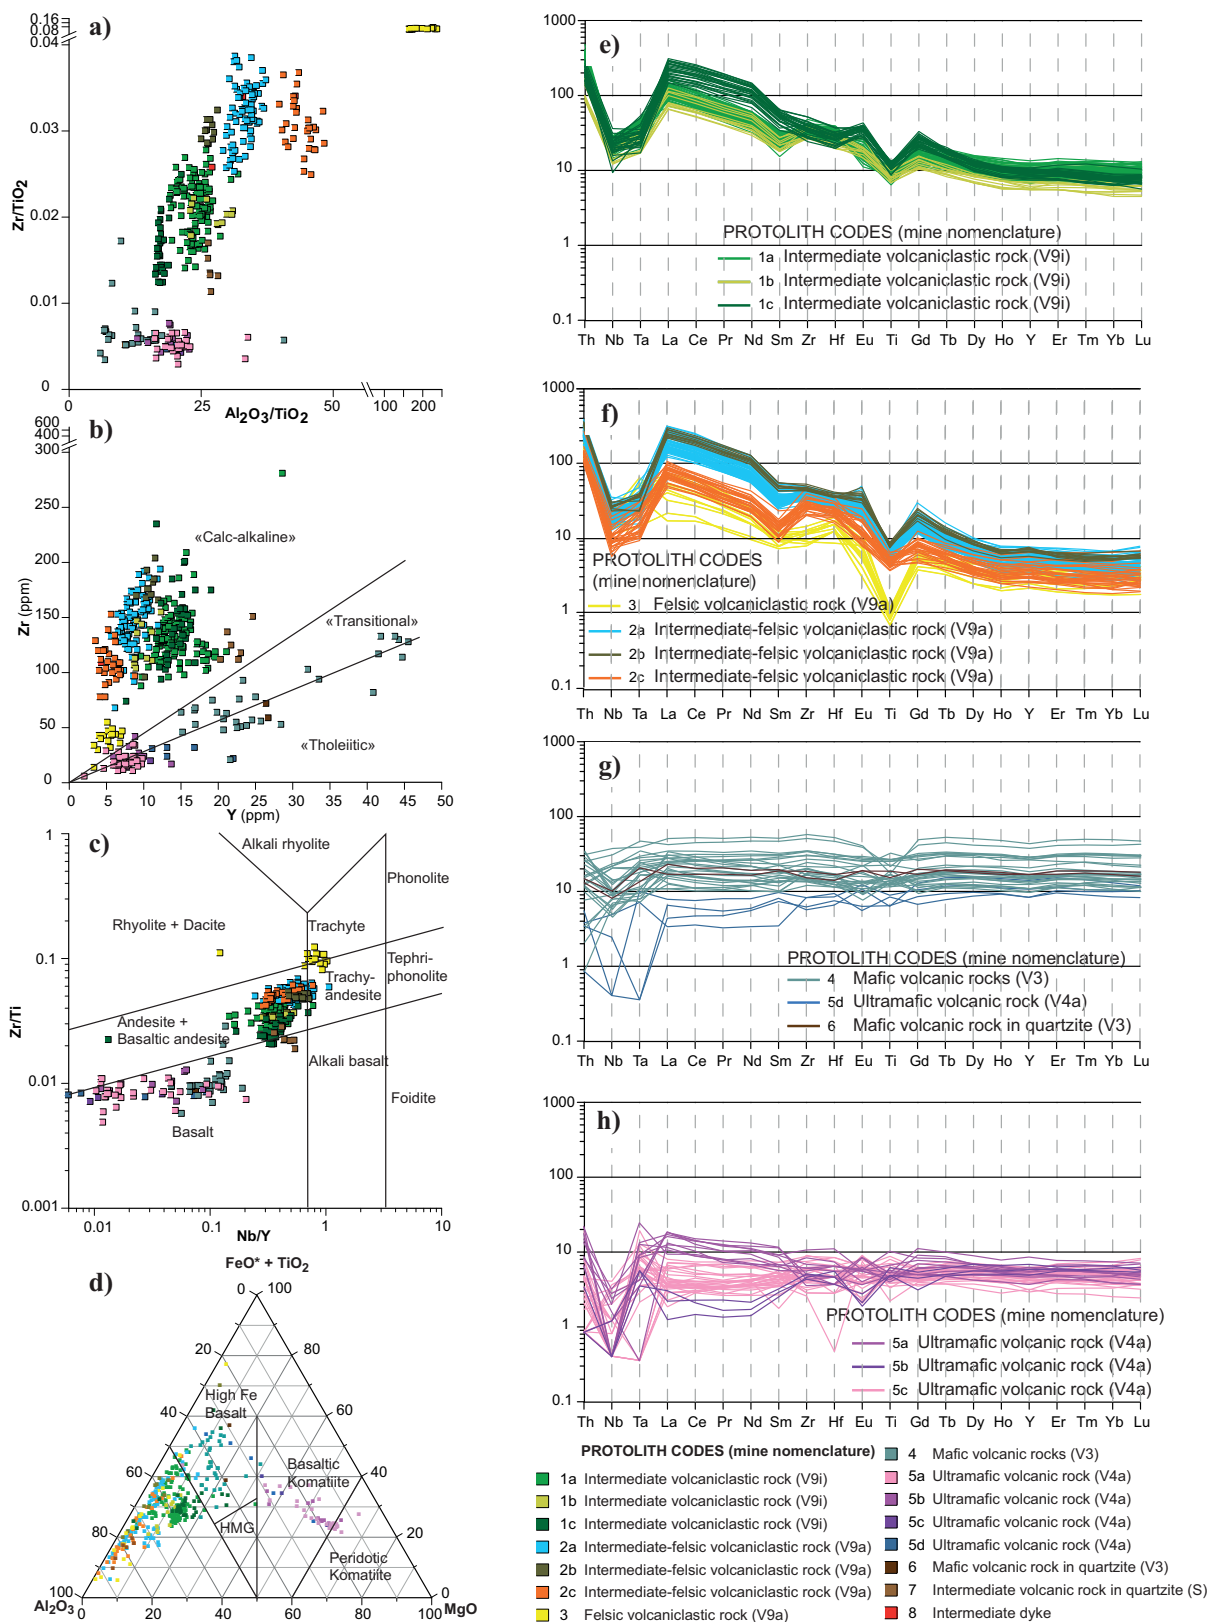 a)
0.16
0.08
0.04
0.03
0.02
0.01
0
Zr/TiO2
0 25 50 100 200
Al2O3/TiO2
b)
600
400
300
250
200
150
100
50
0
Zr (ppm)
«Calc-alkaline»
«Transitional»
«Tholeiitic»
0 5 10 15 20 25 30 35 40 45 50
Y (ppm)
c)
1
0.1
0.01
0.001
Zr/Ti
Alkali rhyolite
Phonolite
Rhyolite + Dacite
Trachyte
Tephri-
phonolite
Trachy-
andesite
Andesite +
Basaltic andesite
Alkali basalt
Foidite
Basalt
0.01 0.1 1 10
Nb/Y
d)
FeO* + TiO2
0 100
20 80
High Fe
Basalt
40 60
Basaltic
Komatiite
60 40
HMG
80 20
Peridotic
Komatiite
100 0
Al2O3 MgO
0 20 40 60 80 100
e)
1000
100
10
1
0.1
PROTOLITH CODES (mine nomenclature)
1a Intermediate volcaniclastic rock (V9i)
1b Intermediate volcaniclastic rock (V9i)
1c Intermediate volcaniclastic rock (V9i)
Th Nb Ta La Ce Pr Nd Sm Zr Hf Eu Ti Gd Tb Dy Ho Y Er Tm Yb Lu
f)
1000
100
10
1
0.1
PROTOLITH CODES
(mine nomenclature)
3 Felsic volcaniclastic rock (V9a)
2a Intermediate-felsic volcaniclastic rock (V9a)
2b Intermediate-felsic volcaniclastic rock (V9a)
2c Intermediate-felsic volcaniclastic rock (V9a)
Th Nb Ta La Ce Pr Nd Sm Zr Hf Eu Ti Gd Tb Dy Ho Y Er Tm Yb Lu
g)
1000
100
10
1
0.1
PROTOLITH CODES (mine nomenclature)
4 Mafic volcanic rocks (V3)
5d Ultramafic volcanic rock (V4a)
6 Mafic volcanic rock in quartzite (V3)
Th Nb Ta La Ce Pr Nd Sm Zr Hf Eu Ti Gd Tb Dy Ho Y Er Tm Yb Lu
h)
1000
100
10
1
0.1
PROTOLITH CODES (mine nomenclature)
5a Ultramafic volcanic rock (V4a)
5b Ultramafic volcanic rock (V4a)
5c Ultramafic volcanic rock (V4a)
Th Nb Ta La Ce Pr Nd Sm Zr Hf Eu Ti Gd Tb Dy Ho Y Er Tm Yb Lu
PROTOLITH CODES (mine nomenclature)
1a Intermediate volcaniclastic rock (V9i)
1b Intermediate volcaniclastic rock (V9i)
1c Intermediate volcaniclastic rock (V9i)
2a Intermediate-felsic volcaniclastic rock (V9a)
2b Intermediate-felsic volcaniclastic rock (V9a)
2c Intermediate-felsic volcaniclastic rock (V9a)
3 Felsic volcaniclastic rock (V9a)
4 Mafic volcanic rocks (V3)
5a Ultramafic volcanic rock (V4a)
5b Ultramafic volcanic rock (V4a)
5c Ultramafic volcanic rock (V4a)
5d Ultramafic volcanic rock (V4a)
6 Mafic volcanic rock in quartzite (V3)
7 Intermediate volcanic rock in quartzite (S)
8 Intermediate dyke